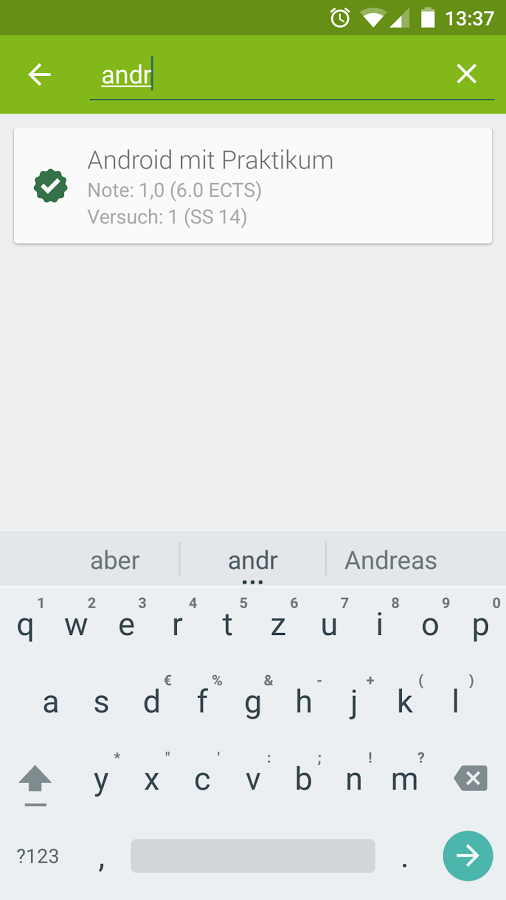 13:37
andr
Android mit Praktikum
Note: 1,0 (6.0 ECTS)
Versuch: 1 (SS 14)
aber andr Andreas
1 2 3 4 5 6 7 8 9 0
q w e r t z u i o p
€ % & - + ( )
a s d f g h j k l
* " ' : ; ! ?
y x c v b n m
?123 , .